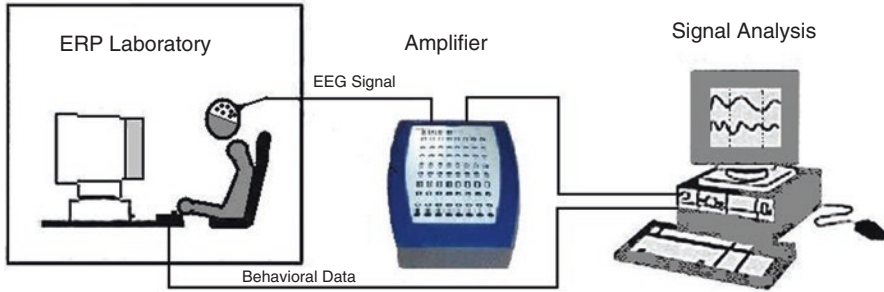 ERP Laboratory
Amplifier
Signal Analysis
EEG Signal
Behavioral Data